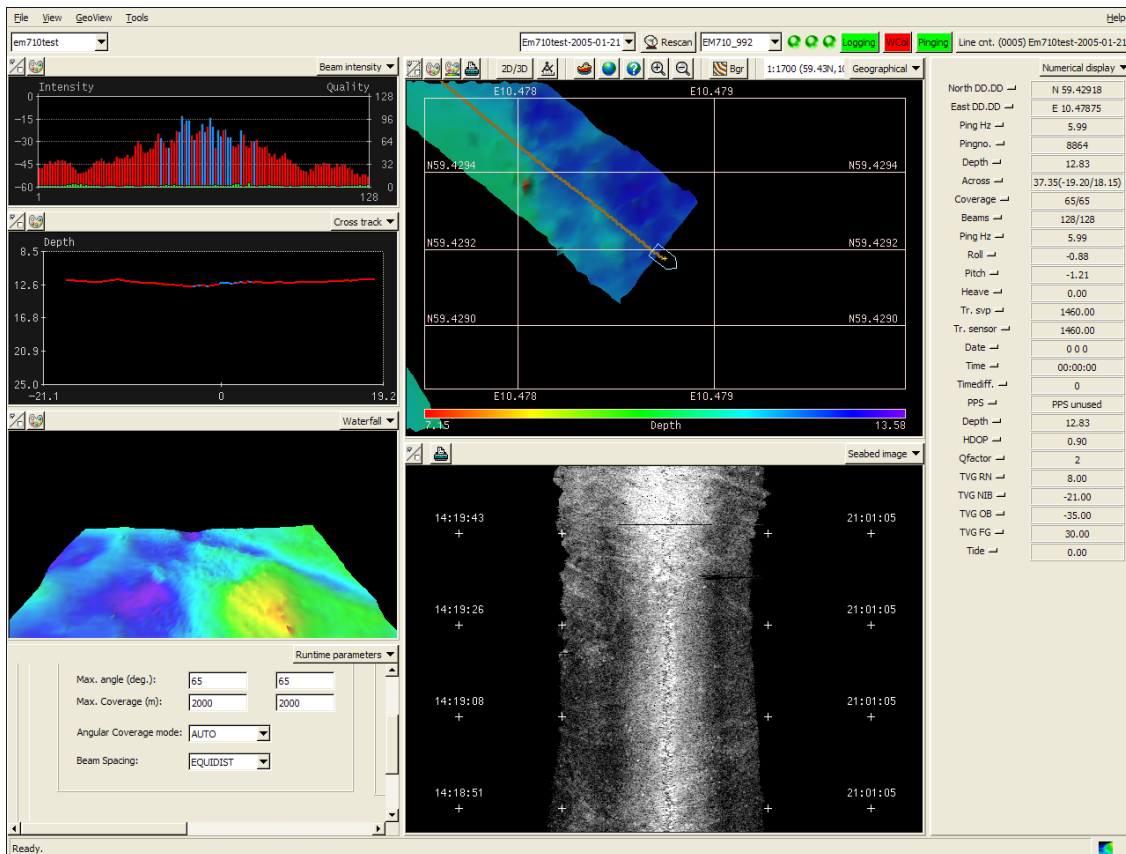 File View GeoView Tools Help
em710test Em710test-2005-01-21 Rescan EM710_992 Logging WCol Pinging Line cnt. (0005) Em710test-2005-01-21
Beam intensity
Intensity Quality
0 128
-15 96
-30 64
-45 32
-60 0
1 128
Cross track
Depth
8.5
12.6
16.8
20.9
25.0
-21.1 0 19.2
Waterfall
Runtime parameters
Max. angle (deg.): 65 65
Max. Coverage (m): 2000 2000
Angular Coverage mode: AUTO
Beam Spacing: EQUIDIST
2D/3D Bgr 1:1700 (59.43N,10 Geographical
E10.478 E10.479
N59.4294 N59.4294
N59.4292 N59.4292
N59.4290 N59.4290
E10.478 E10.479
7.15 Depth 13.58
Seabed image
14:19:43 21:01:05
14:19:26 21:01:05
14:19:08 21:01:05
14:18:51 21:01:05
Numerical display
North DD.DD N 59.42918
East DD.DD E 10.47875
Ping Hz 5.99
Pingno. 8864
Depth 12.83
Across 37.35(-19.20/18.15)
Coverage 65/65
Beams 128/128
Ping Hz 5.99
Roll -0.88
Pitch -1.21
Heave 0.00
Tr. svp 1460.00
Tr. sensor 1460.00
Date 0 0 0
Time 00:00:00
Timediff. 0
PPS PPS unused
Depth 12.83
HDOP 0.90
Qfactor 2
TVG RN 8.00
TVG NIB -21.00
TVG OB -35.00
TVG FG 30.00
Tide 0.00
Ready.